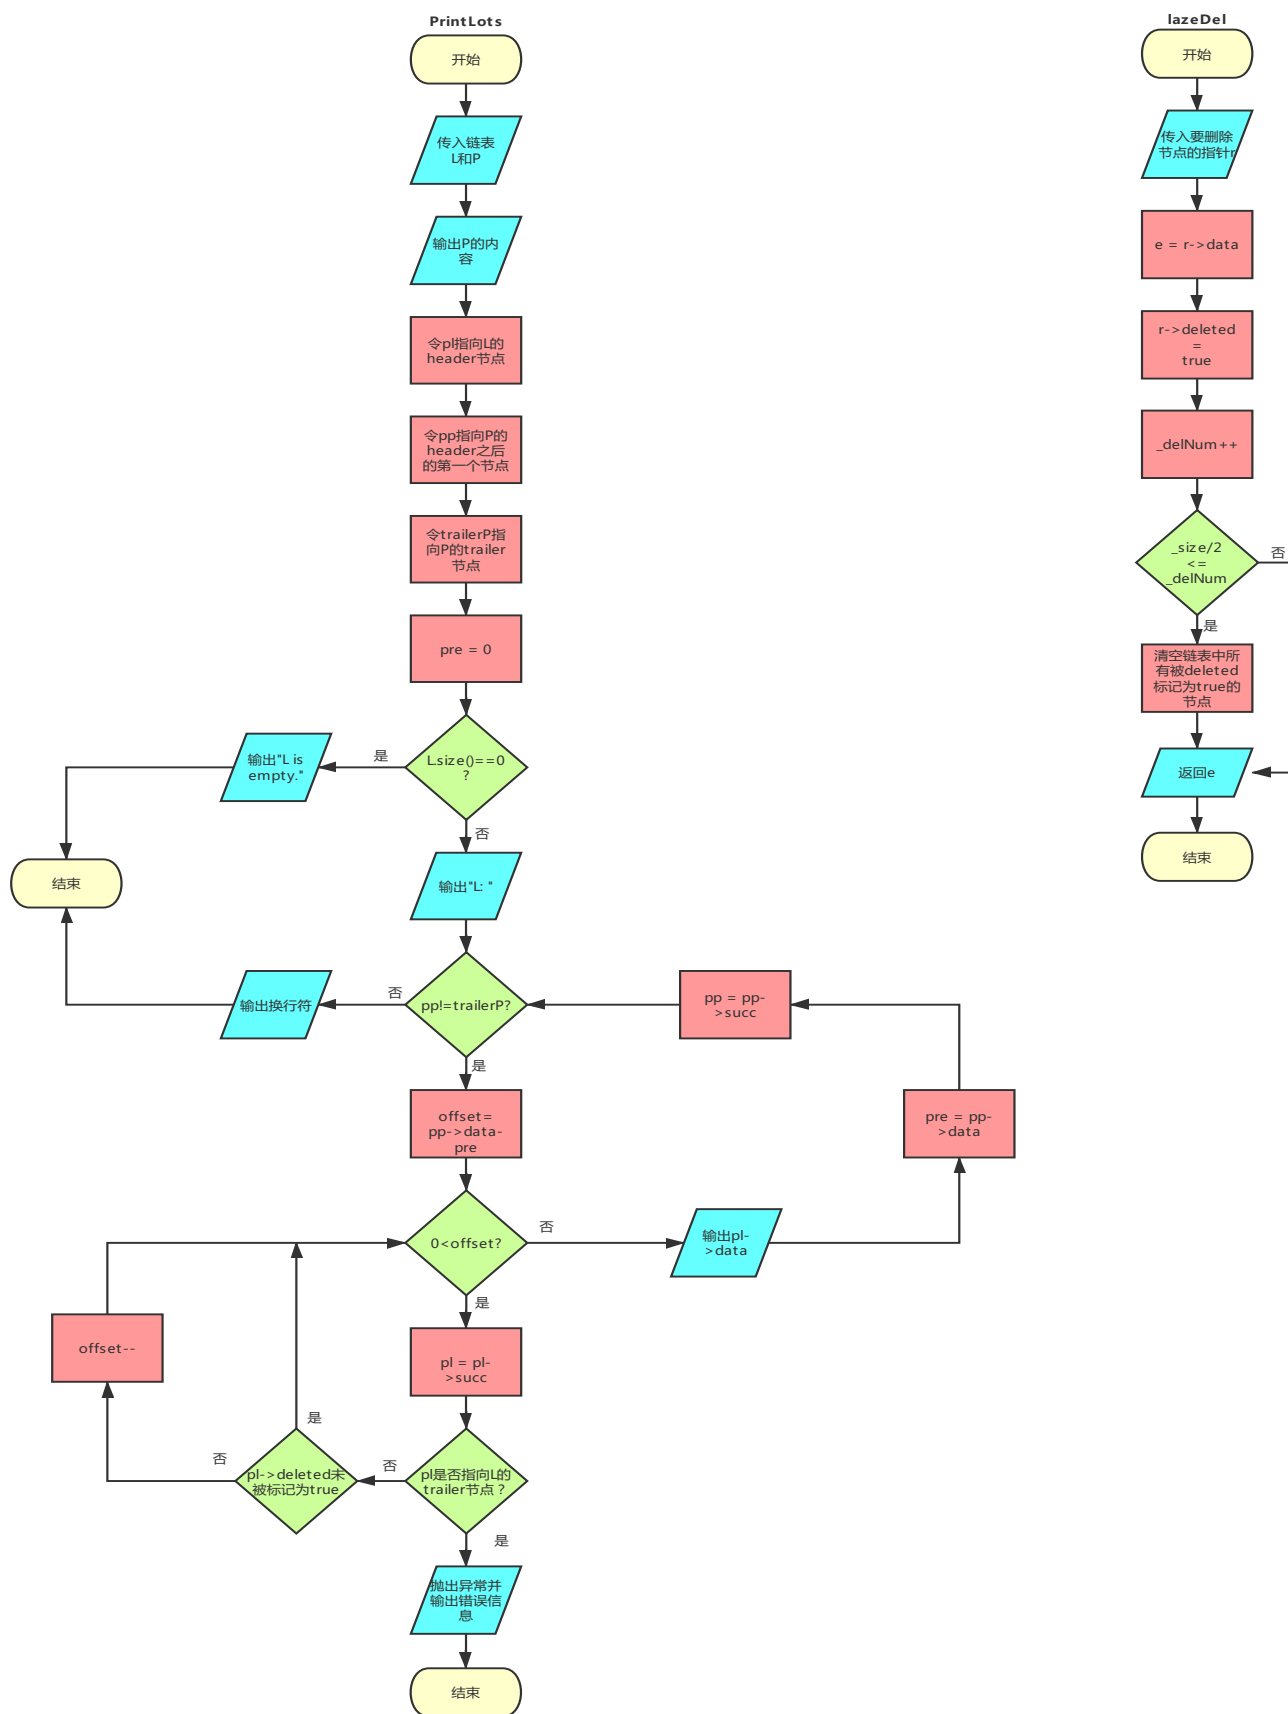 PrintLots
开始
传入链表
L和P
输出P的内
容
令pl指向L的
header节点
令pp指向P的
header之后
的第一个节点
令trailerP指
向P的trailer
节点
pre = 0
L.size()==0
?
是
输出"L is
empty."
结束
否
输出"L: "
pp!=trailerP?
否
输出换行符
是
offset=
pp->data-
pre
0<offset?
否
输出pl-
>data
pre = pp-
>data
pp = pp-
>succ
是
pl = pl-
>succ
pl是否指向L的
trailer节点？
否
pl->deleted未
被标记为true
是
否
offset--
是
抛出异常并
输出错误信
息
结束
lazeDel
开始
传入要删除
节点的指针r
e = r->data
r->deleted
=
true
_delNum++
_size/2
<=
_delNum
否
是
清空链表中所
有被deleted
标记为true的
节点
返回e
结束